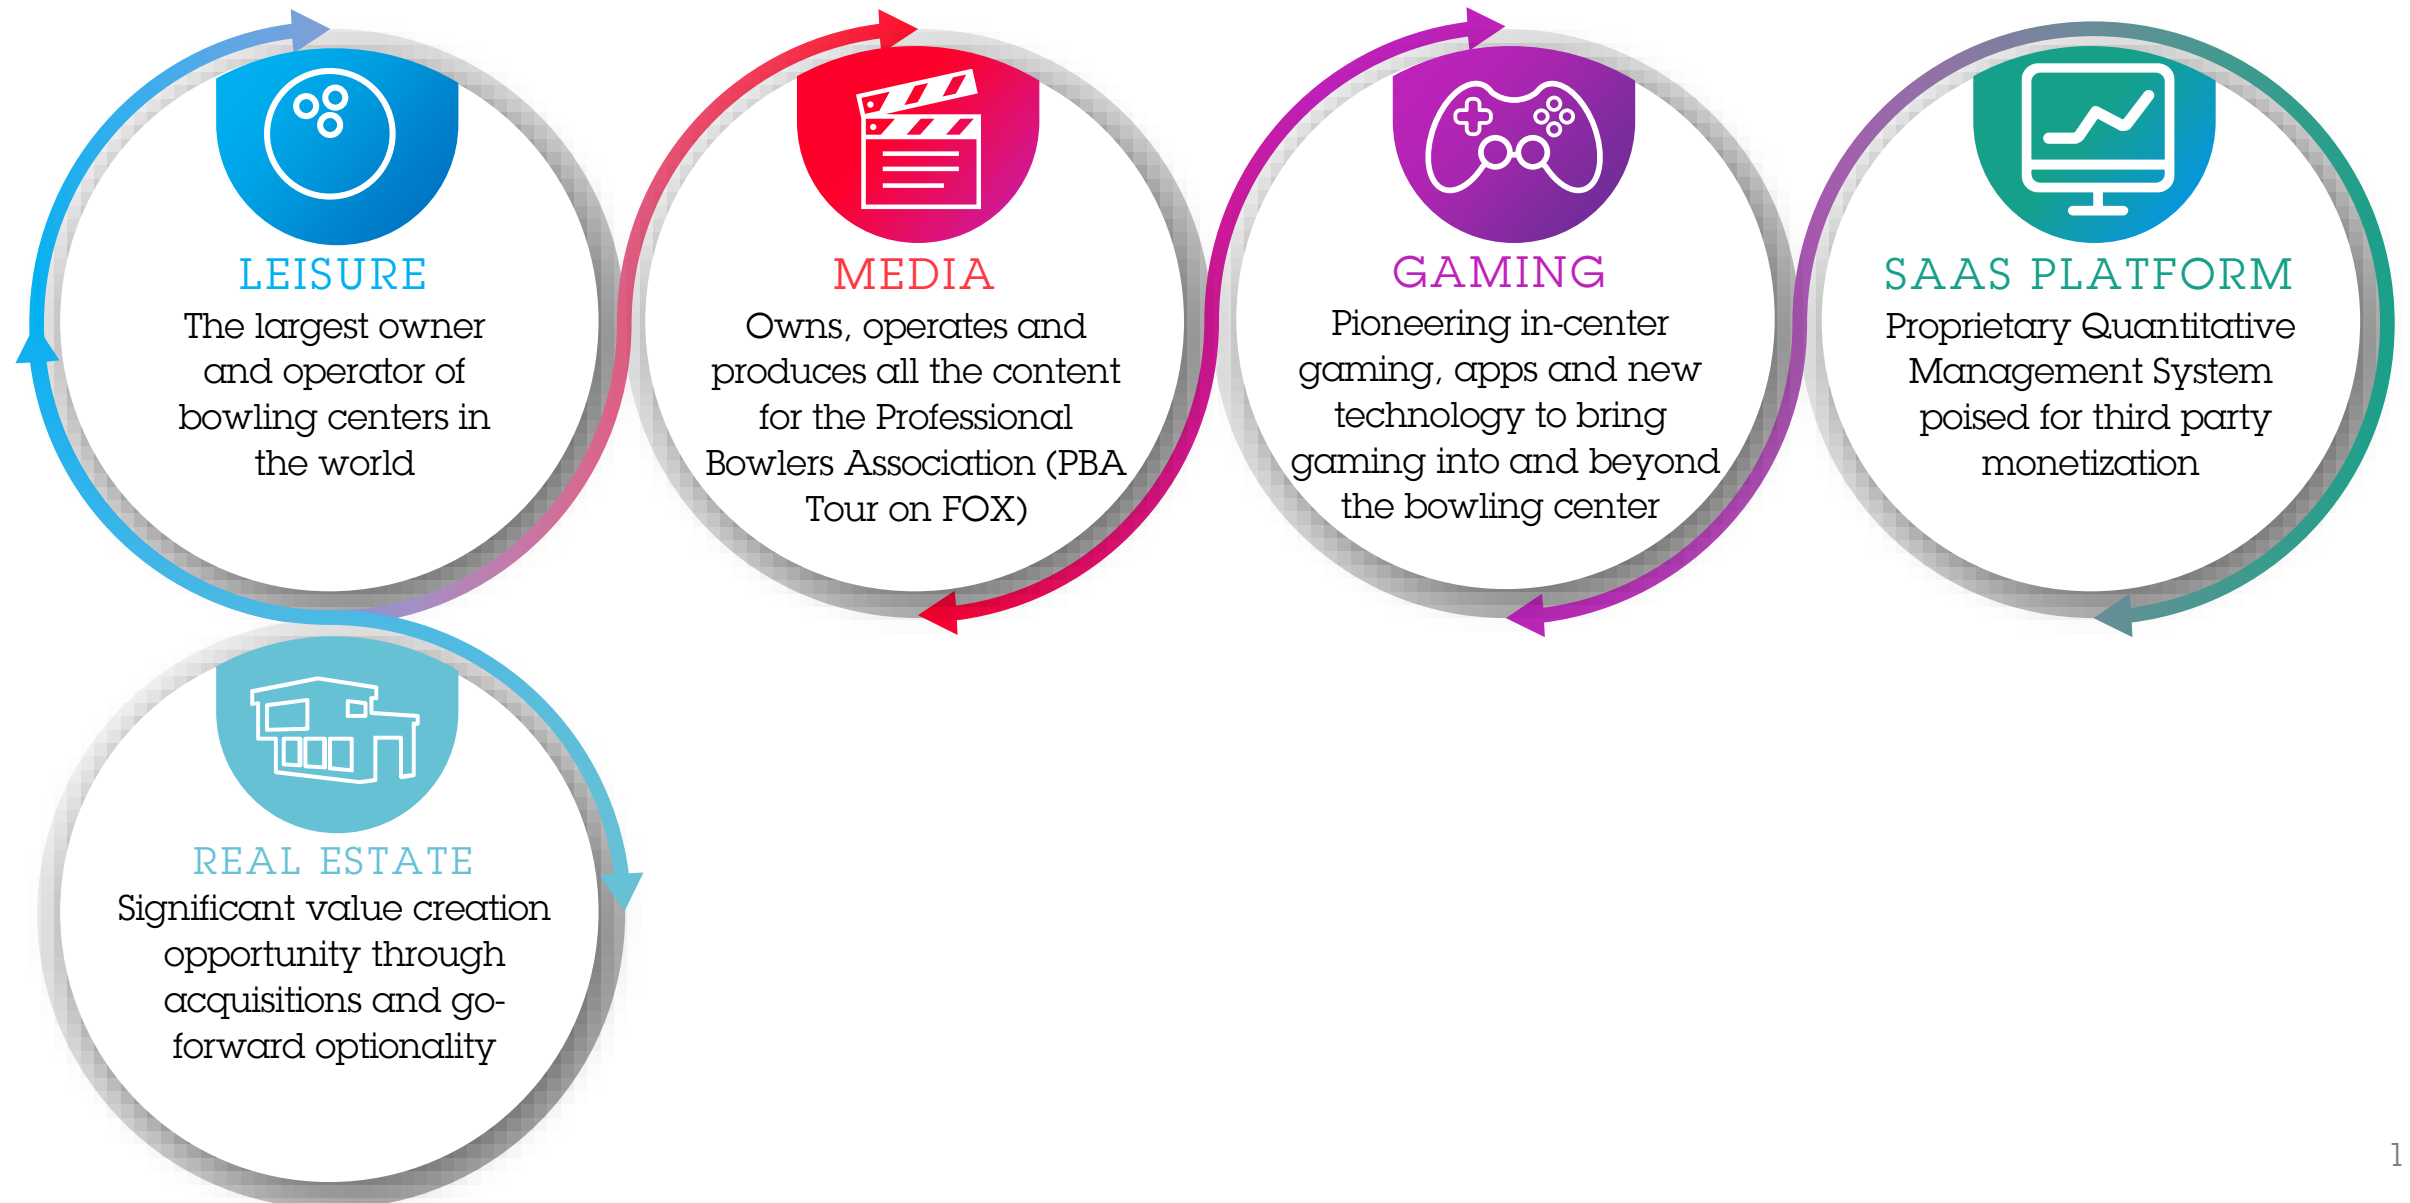 LEISURE
The largest owner
and operator of
bowling centers in
the world
MEDIA
Owns, operates and
produces all the content
for the Professional
Bowlers Association (PBA
Tour on FOX)
GAMING
Pioneering in-center
gaming, apps and new
technology to bring
gaming into and beyond
the bowling center
SAAS PLATFORM
Proprietary Quantitative
Management System
poised for third party
monetization
REAL ESTATE
Significant value creation
opportunity through
acquisitions and go-
forward optionality
1